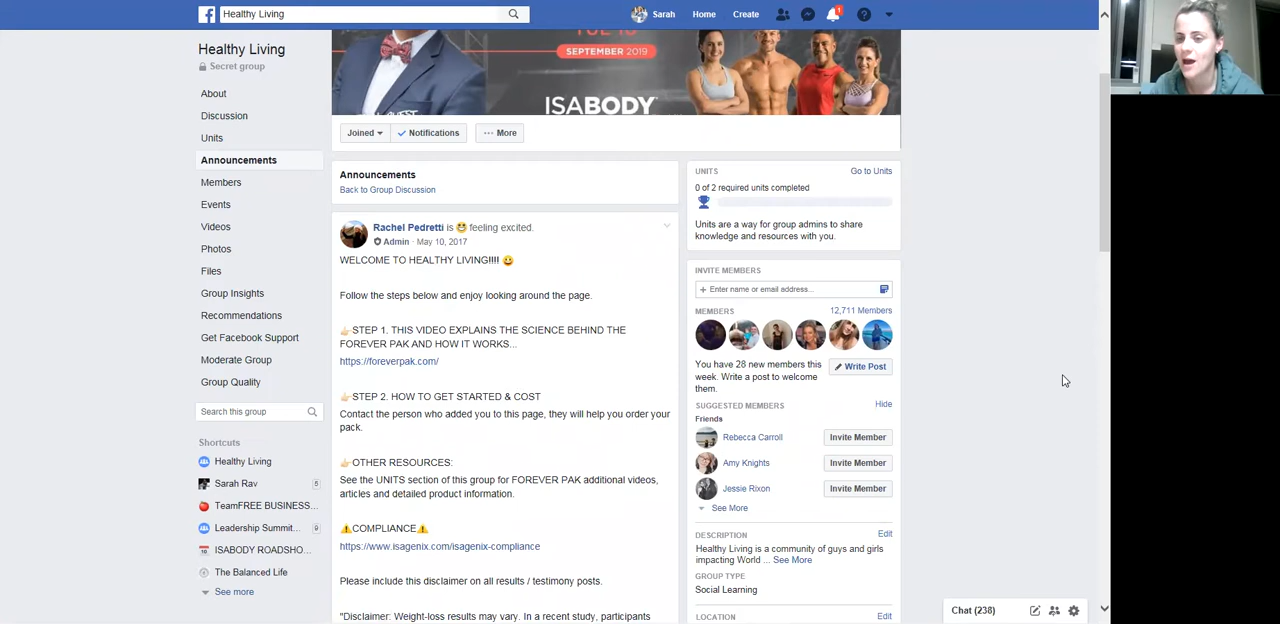 Healthy Living
Sarah
Home
Create
1
Healthy Living
Secret group
About
Discussion
Units
Announcements
Members
Events
Videos
Photos
Files
Group Insights
Recommendations
Get Facebook Support
Moderate Group
Group Quality
Search this group
Shortcuts
Healthy Living
Sarah Rav 5
TeamFREE BUSINESS...
Leadership Summit... 9
ISABODY ROADSHO...
The Balanced Life
See more
SEPTEMBER 2019
ISABODY
Joined
Notifications
More
Announcements
Back to Group Discussion
Rachel Pedretti is 😀 feeling excited.
Admin · May 10, 2017
WELCOME TO HEALTHY LIVING!!!! 😀
Follow the steps below and enjoy looking around the page.
👉🏻STEP 1. THIS VIDEO EXPLAINS THE SCIENCE BEHIND THE
FOREVER PAK AND HOW IT WORKS...
https://foreverpak.com/
👉🏻STEP 2. HOW TO GET STARTED & COST
Contact the person who added you to this page, they will help you order your
pack.
👉🏻OTHER RESOURCES:
See the UNITS section of this group for FOREVER PAK additional videos,
articles and detailed product information.
⚠️COMPLIANCE⚠️
https://www.isagenix.com/isagenix-compliance
Please include this disclaimer on all results / testimony posts.
"Disclaimer: Weight-loss results may vary. In a recent study, participants
UNITS
Go to Units
0 of 2 required units completed
Units are a way for group admins to share
knowledge and resources with you.
INVITE MEMBERS
+ Enter name or email address...
MEMBERS
12,711 Members
You have 28 new members this
week. Write a post to welcome
them.
Write Post
SUGGESTED MEMBERS
Hide
Friends
Rebecca Carroll
Invite Member
Amy Knights
Invite Member
Jessie Rixon
Invite Member
See More
DESCRIPTION
Edit
Healthy Living is a community of guys and girls
impacting World ... See More
GROUP TYPE
Social Learning
LOCATION
Edit
Chat (238)